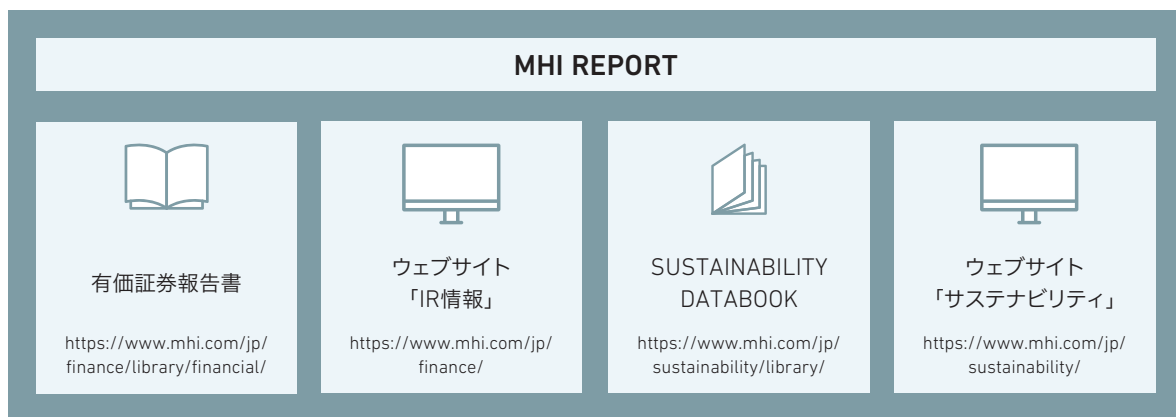 MHI REPORT
有価証券報告書
https://www.mhi.com/jp/
finance/library/financial/
ウェブサイト
「IR情報」
https://www.mhi.com/jp/
finance/
SUSTAINABILITY
DATABOOK
https://www.mhi.com/jp/
sustainability/library/
ウェブサイト
「サステナビリティ」
https://www.mhi.com/jp/
sustainability/